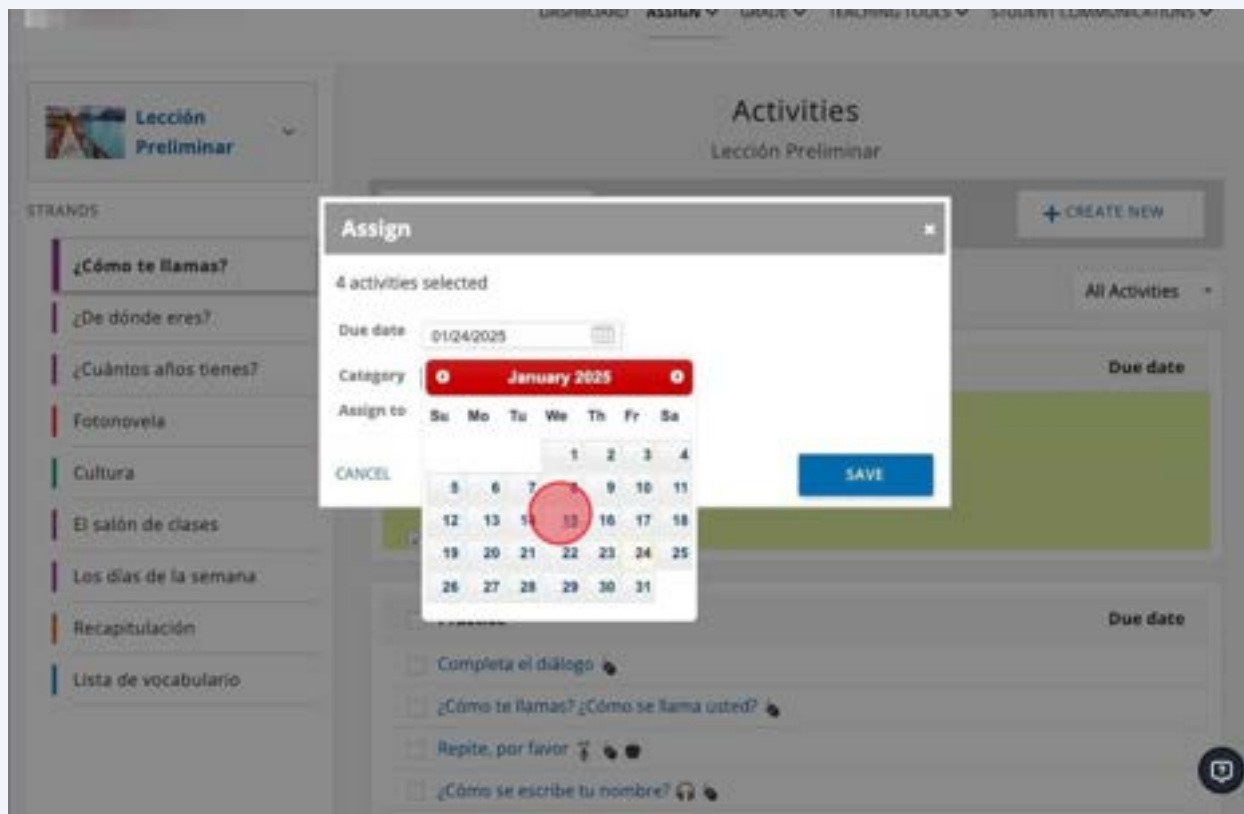 DASHBOARD ASSIGN GRADE TEACHING TOOLS STUDENT COMMUNICATIONS
Lección
Preliminar
Activities
Lección Preliminar
STRANDS
+ CREATE NEW
Assign
¿Cómo te llamas?
4 activities selected
All Activities
¿De dónde eres?
Due date 01/24/2025
¿Cuántos años tienes?
Category
January 2025
Due date
Assign to
Su Mo Tu We Th Fr Sa
Fotonovela
1 2 3 4
Cultura
CANCEL
SAVE
5 6 7 8 9 10 11
El salón de clases
12 13 14 15 16 17 18
19 20 21 22 23 24 25
Los días de la semana
26 27 28 29 30 31
Practice
Due date
Recapitulación
Completa el diálogo
Lista de vocabulario
¿Cómo te llamas? ¿Cómo se llama usted?
Repite, por favor
¿Cómo se escribe tu nombre?